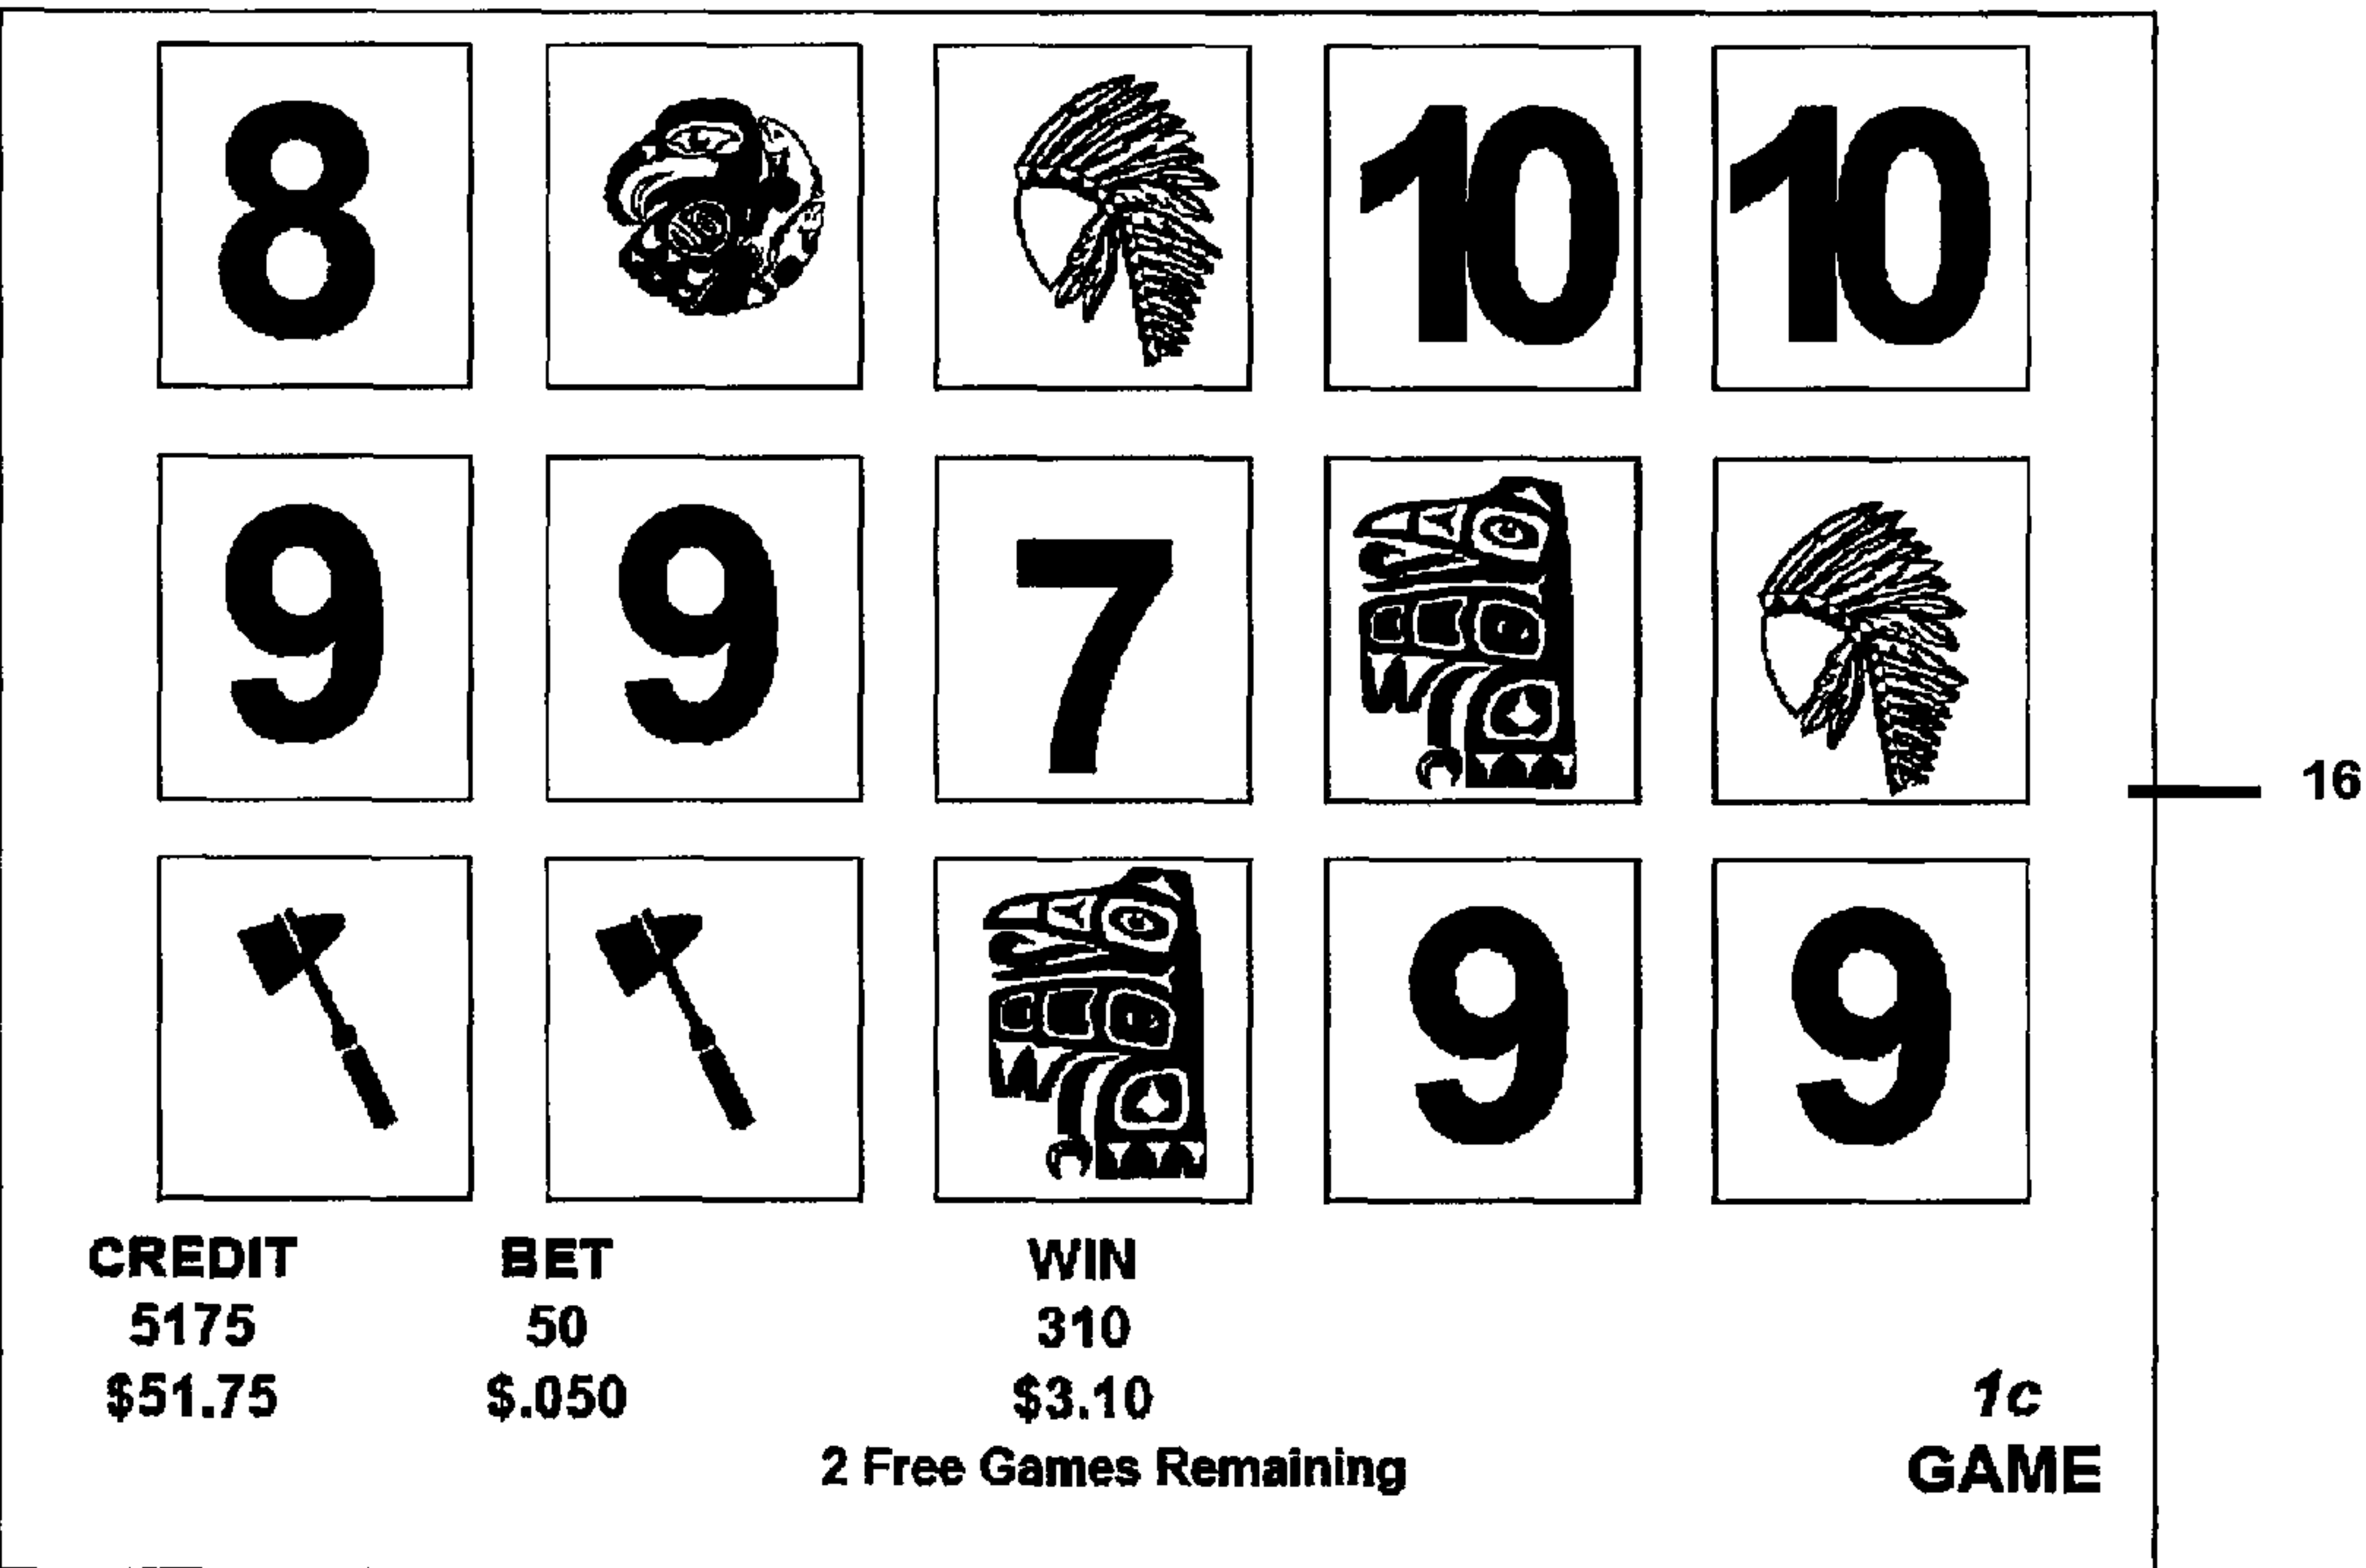 8 10 10
9 9 7
16
9 9
CREDIT BET WIN
5175 50 310
$51.75 $.050 $3.10 1c
2 Free Games Remaining GAME